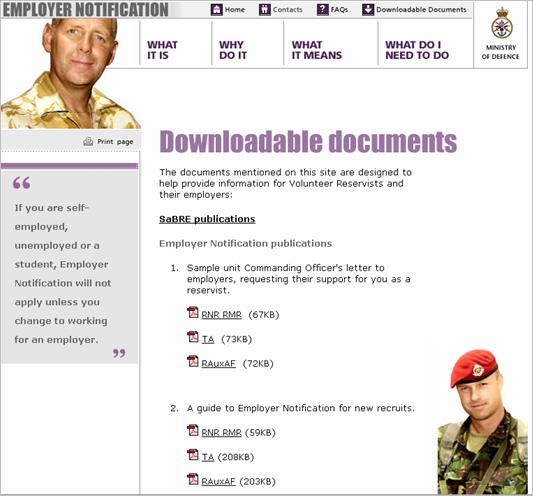 EMPLOYER NOTIFICATION
Home
Contacts
FAQs
Downloadable Documents
WHAT
IT IS
WHY
DO IT
WHAT
IT MEANS
WHAT DO I
NEED TO DO
MINISTRY
OF DEFENCE
Print page
“
If you are self-
employed,
unemployed or a
student, Employer
Notification will not
apply unless you
change to working
for an employer.
”
Downloadable documents
The documents mentioned on this site are designed to
help provide information for Volunteer Reservists and
their employers:
SaBRE publications
Employer Notification publications
1. Sample unit Commanding Officer's letter to
employers, requesting their support for you as a
reservist.
RNR RMR (67KB)
TA (73KB)
RAuxAF (72KB)
2. A guide to Employer Notification for new recruits.
RNR RMR (59KB)
TA (208KB)
RAuxAF (203KB)